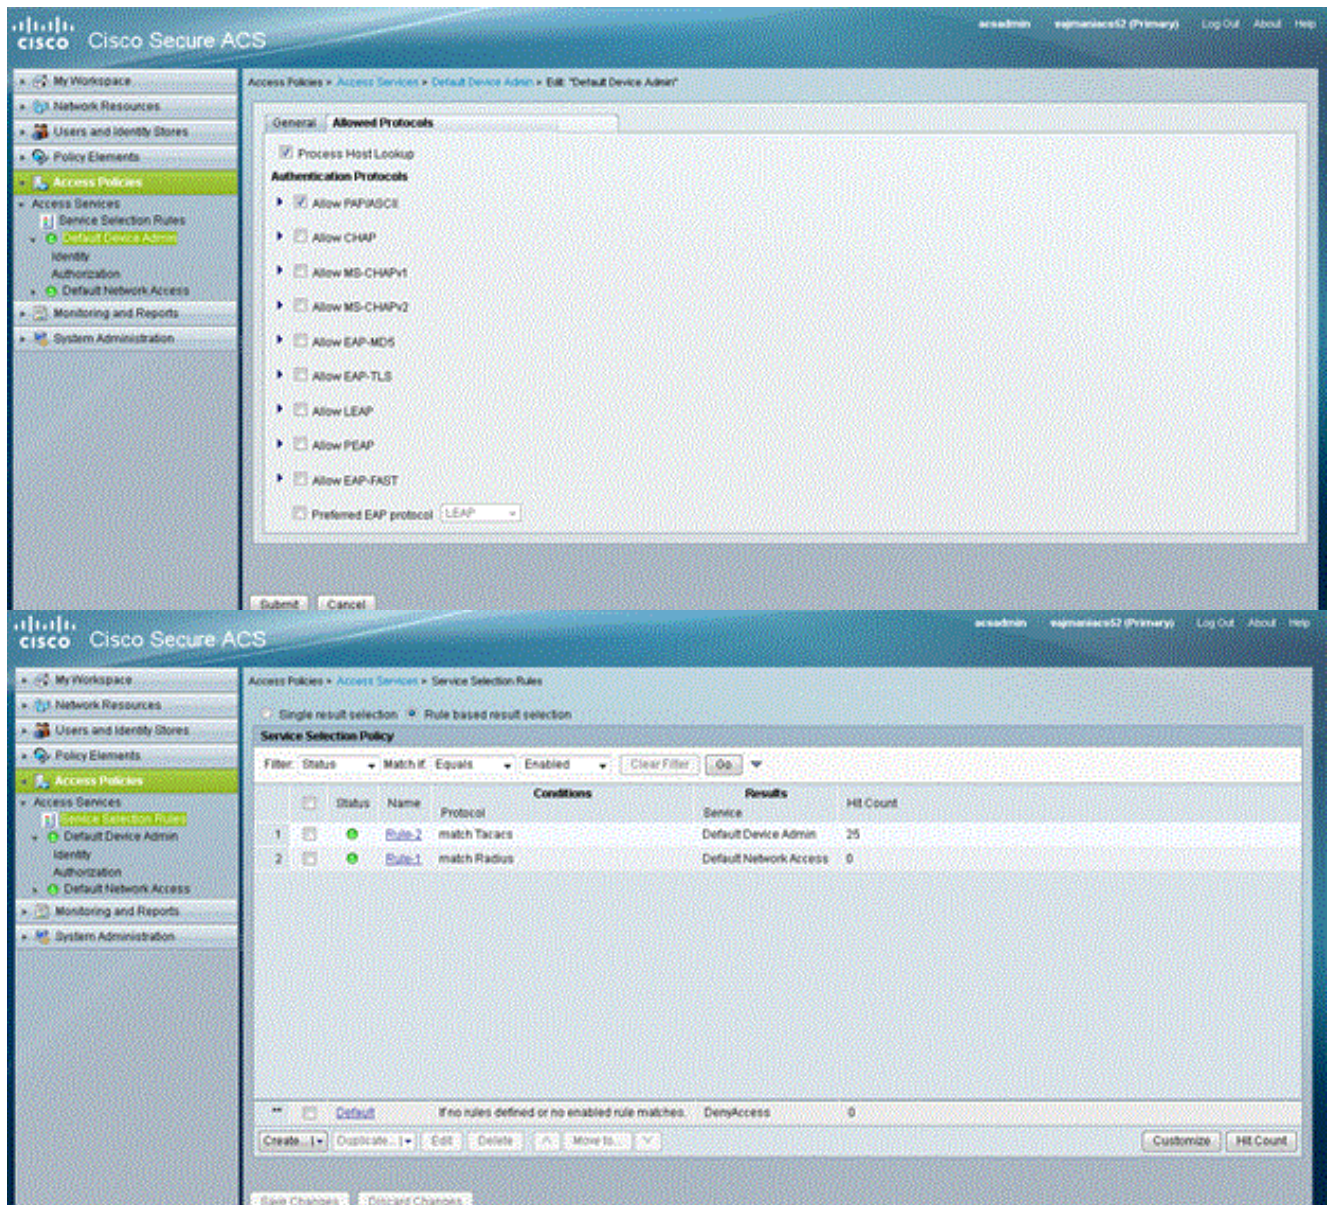 CISCO Cisco Secure ACS
acsadmin (Primary) Log Out About Help
My Workspace
Network Resources
Users and Identity Stores
Policy Elements
Access Policies
Access Services
Service Selection Rules
Default Device Admin
Identity
Authorization
Default Network Access
Monitoring and Reports
System Administration
Access Policies > Access Services > Default Device Admin > Edit: "Default Device Admin"
General Allowed Protocols
Process Host Lookup
Authentication Protocols
Allow PAP/ASCII
Allow CHAP
Allow MS-CHAPv1
Allow MS-CHAPv2
Allow EAP-MD5
Allow EAP-TLS
Allow LEAP
Allow PEAP
Allow EAP-FAST
Preferred EAP protocol LEAP
Submit Cancel
CISCO Cisco Secure ACS
acsadmin (Primary) Log Out About Help
My Workspace
Network Resources
Users and Identity Stores
Policy Elements
Access Policies
Access Services
Service Selection Rules
Default Device Admin
Identity
Authorization
Default Network Access
Monitoring and Reports
System Administration
Access Policies > Access Services > Service Selection Rules
Single result selection Rule based result selection
Service Selection Policy
Filter: Status Match if: Equals Enabled Clear Filter Go
Conditions Results
Status Name Protocol Service Hit Count
1 Rule-2 match Tacacs Default Device Admin 25
2 Rule-1 match Radius Default Network Access 0
** Default If no rules defined or no enabled rule matches. DenyAccess 0
Create... Duplicate... Edit Delete Move to... Customize Hit Count
Save Changes Discard Changes